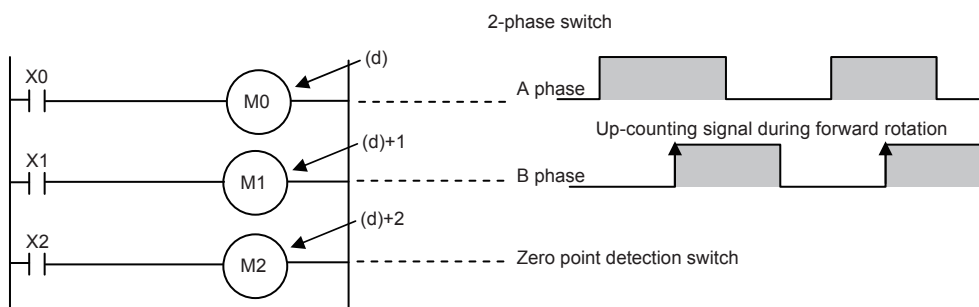 2-phase switch
X0
M0
(d)
A phase
Up-counting signal during forward rotation
X1
M1
(d)+1
B phase
X2
M2
(d)+2
Zero point detection switch